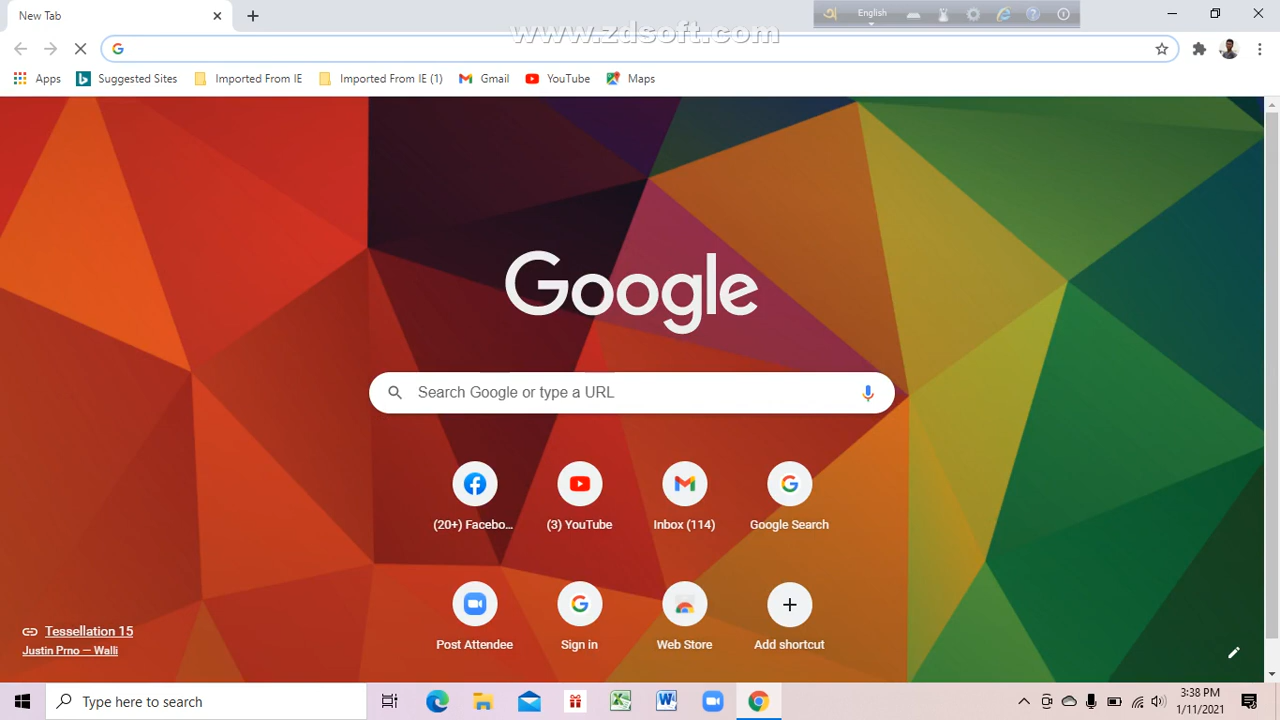 New Tab
English
www.zdsoft.com
Apps
Suggested Sites
Imported From IE
Imported From IE (1)
Gmail
YouTube
Maps
Google
Search Google or type a URL
(20+) Facebo...
(3) YouTube
Inbox (114)
Google Search
Post Attendee
Sign in
Web Store
Add shortcut
Tessellation 15
Justin Prno — Walli
Type here to search
3:38 PM
1/11/2021